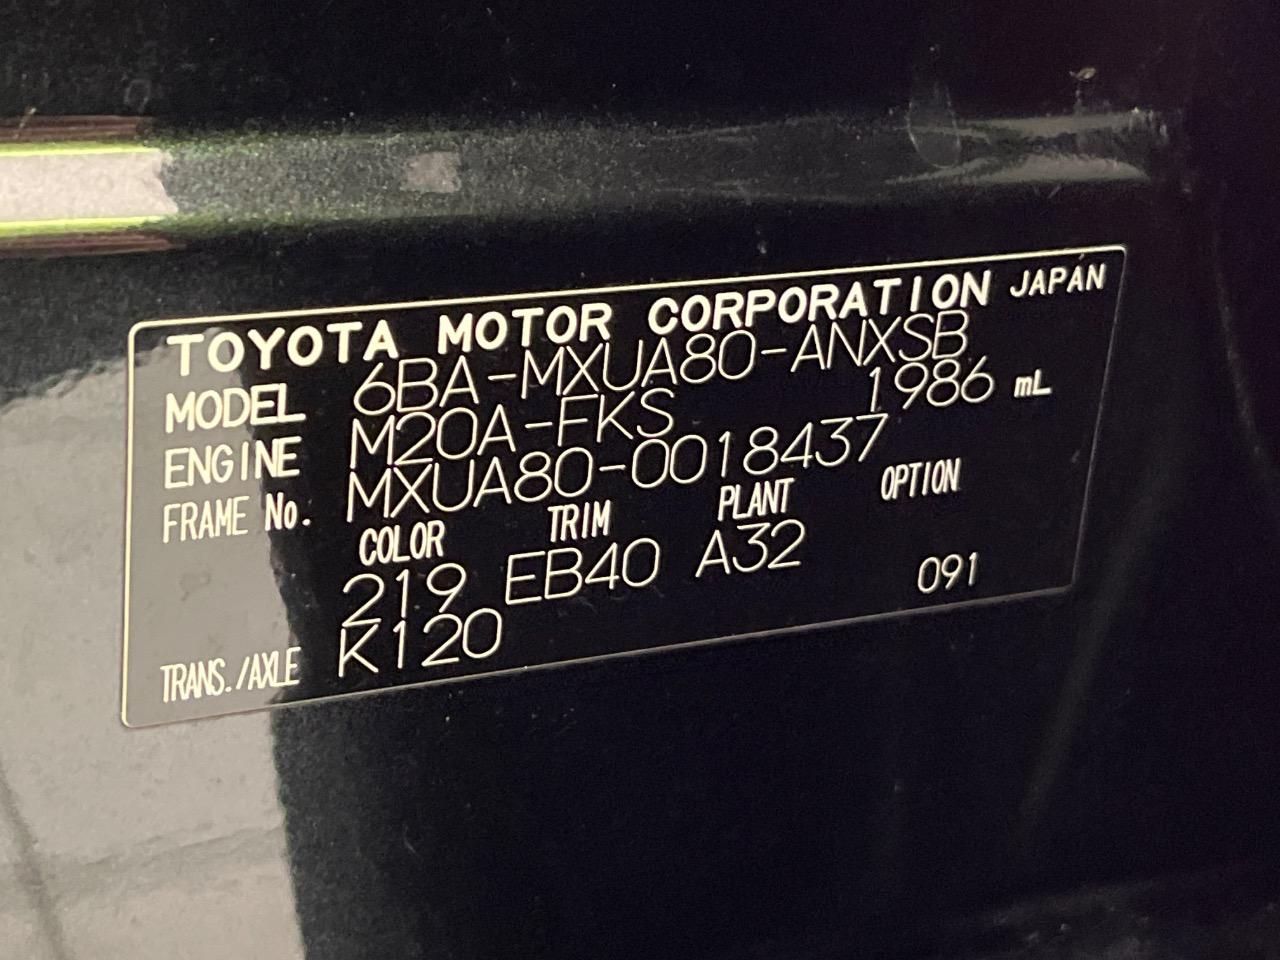 TOYOTA MOTOR CORPORATION JAPAN
MODEL 6BA-MXUA80-ANXSB
ENGINE M20A-FKS 1986 mL
FRAME No. MXUA80-0018437
COLOR TRIM PLANT OPTION
219 EB40 A32 091
TRANS./AXLE K120